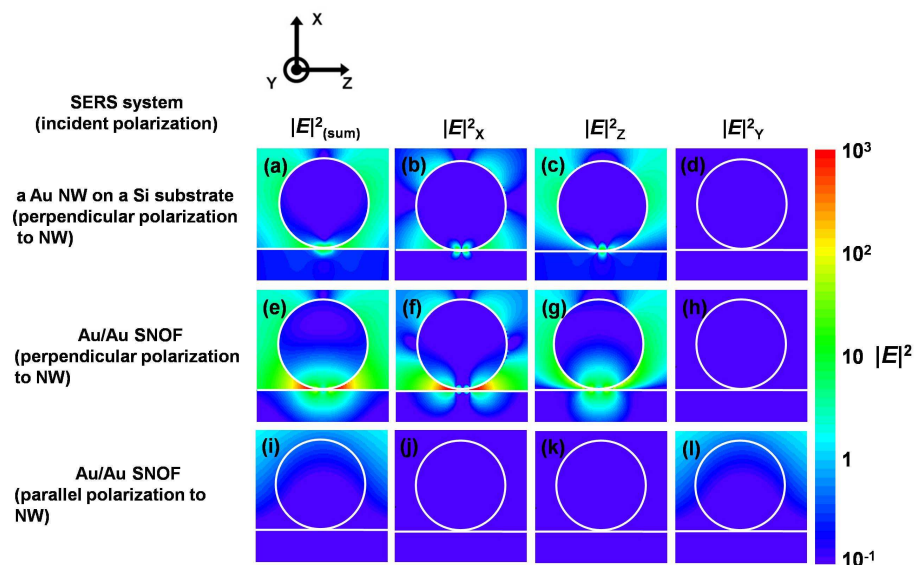 X
Y
Z
SERS system
(incident polarization)
|E|²(sum)
|E|²X
|E|²Z
|E|²Y
a Au NW on a Si substrate
(perpendicular polarization
to NW)
(a)
(b)
(c)
(d)
Au/Au SNOF
(perpendicular polarization
to NW)
(e)
(f)
(g)
(h)
Au/Au SNOF
(parallel polarization to
NW)
(i)
(j)
(k)
(l)
10³
10²
10
|E|²
1
10⁻¹